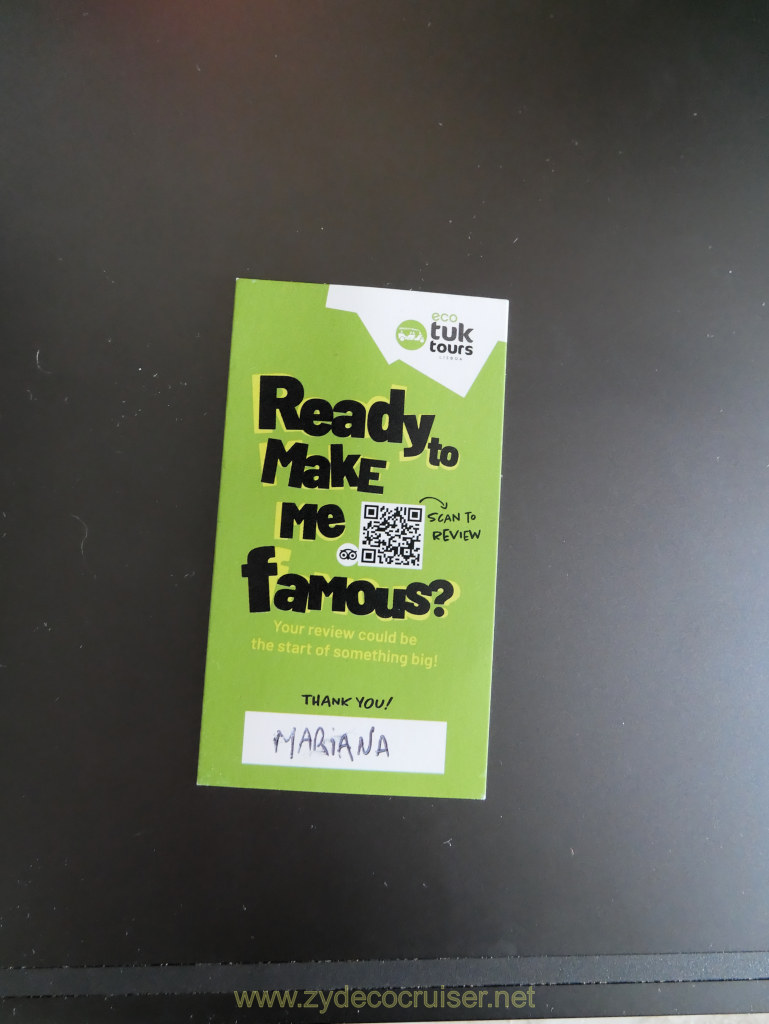 eco
tuk
tours
LISBOA
Ready to
Make
Me
SCAN TO
REVIEW
famous?
Your review could be
the start of something big!
THANK YOU!
MARIANA
www.zydecocruiser.net